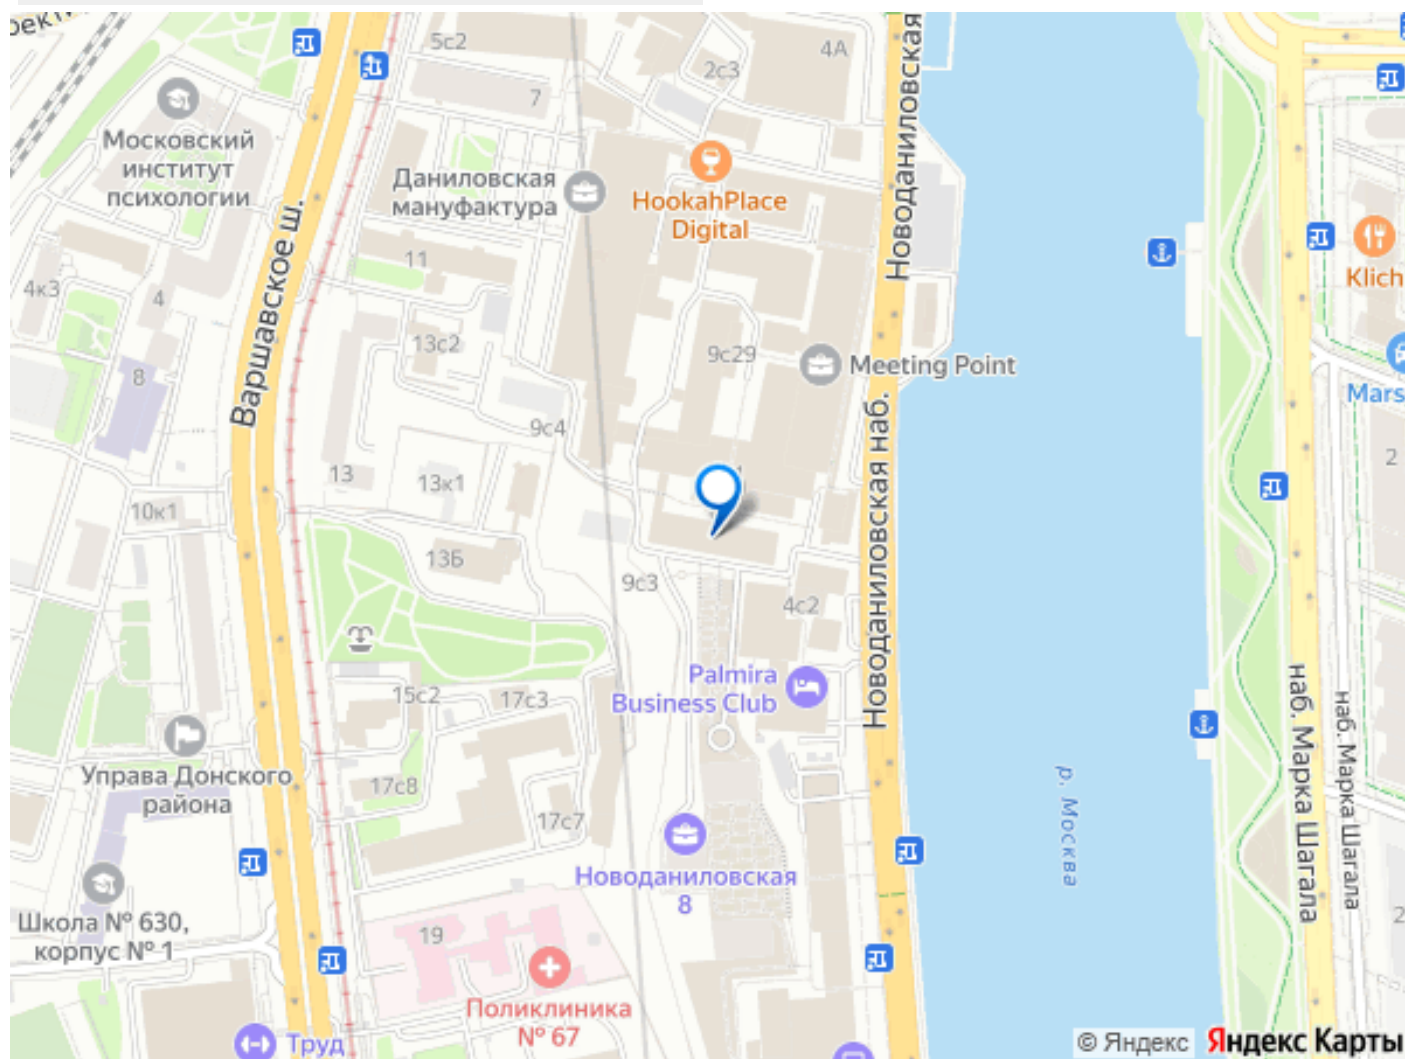 5с2
4А
2с3
7
Московский
институт
психологии
Даниловская
мануфактура
HookahPlace
Digital
Новоданиловская
Варшавское ш.
11
4к3
4
13с2
9с29
Meeting Point
Klich
Mars
8
9с4
2
13
13к1
10к1
Новоданиловская наб.
13Б
9с3
4с2
Palmira
Business Club
15с2
17с3
наб. Марка Шагала
наб. Марка Шагала
Управа Донского
района
17с8
17с7
р. Москва
Новоданиловская
8
Школа № 630,
корпус № 1
19
Поликлиника
№ 67
Труд
© Яндекс
Яндекс Карты